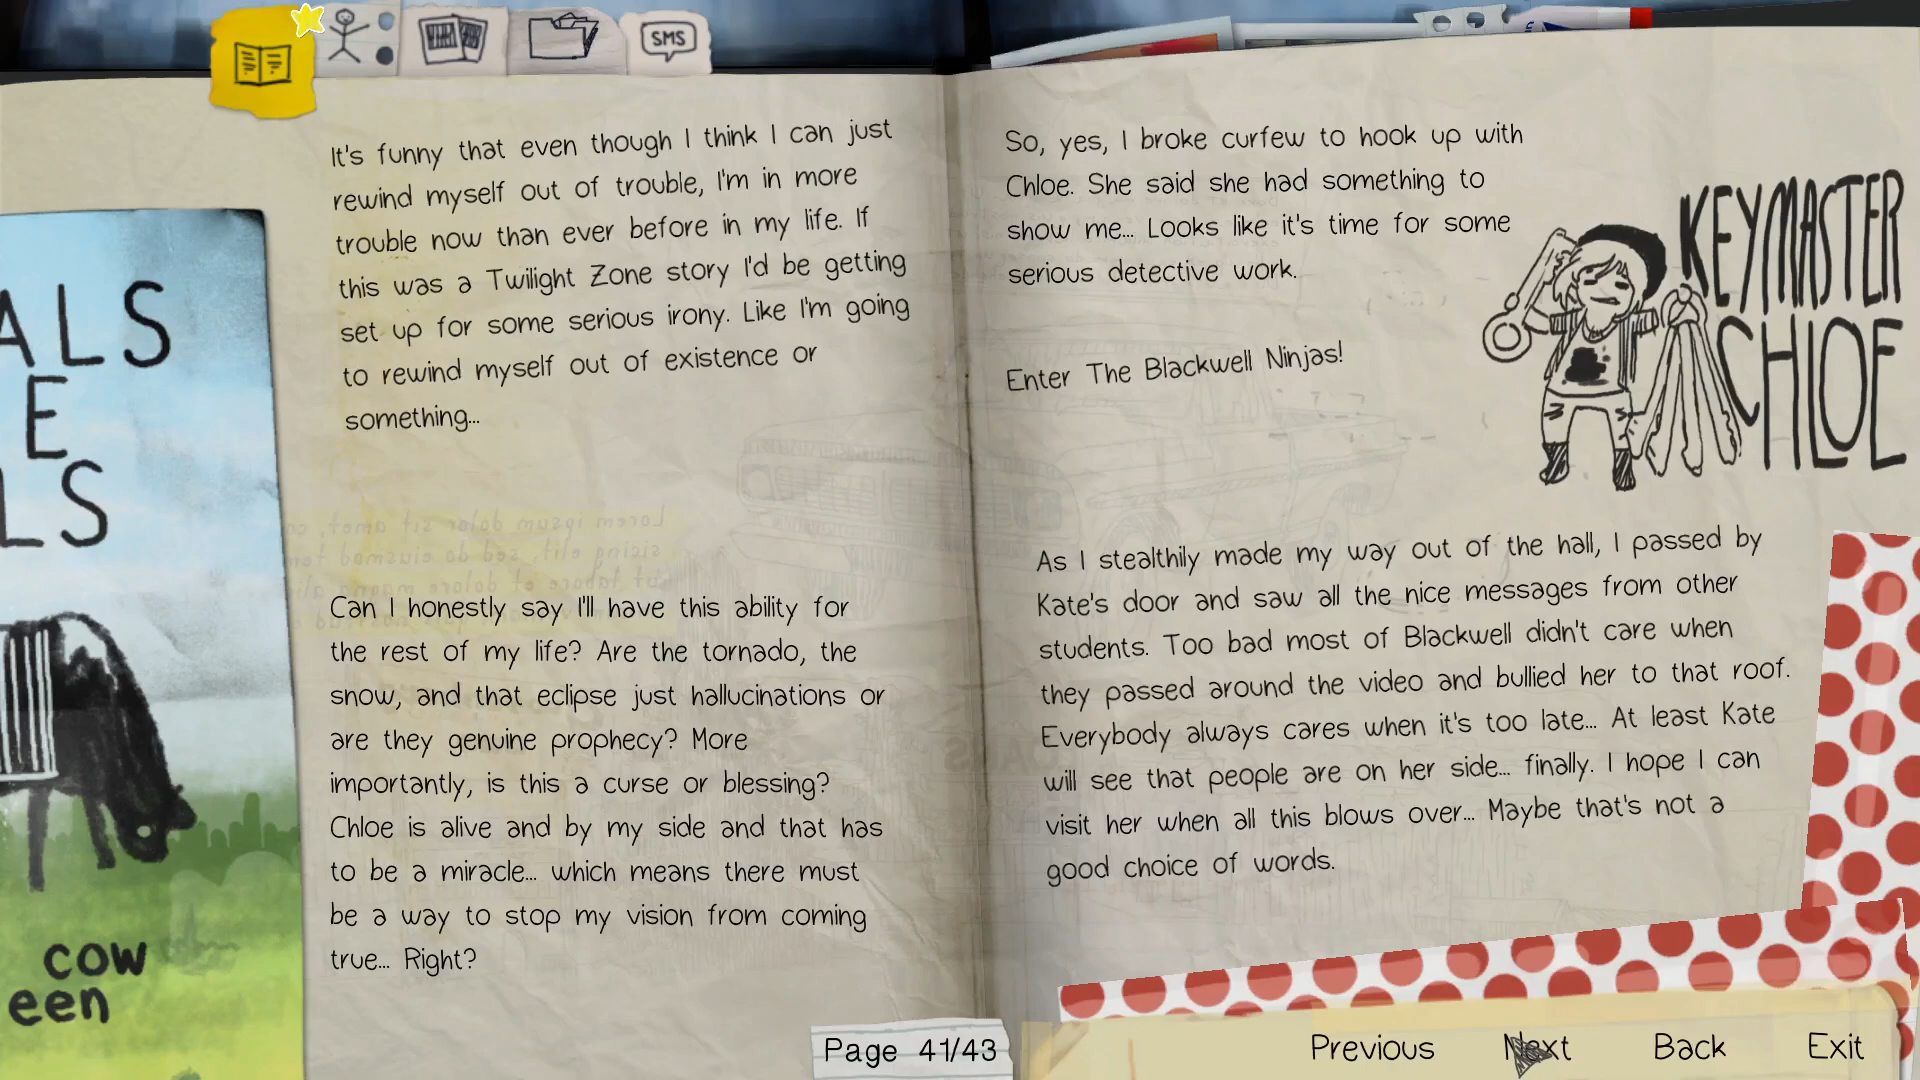 SMS
ALS
E
LS
cow
een
It's funny that even though I think I can just
rewind myself out of trouble, I'm in more
trouble now than ever before in my life. If
this was a Twilight Zone story I'd be getting
set up for some serious irony. Like I'm going
to rewind myself out of existence or
something...
Can I honestly say I'll have this ability for
the rest of my life? Are the tornado, the
snow, and that eclipse just hallucinations or
are they genuine prophecy? More
importantly, is this a curse or blessing?
Chloe is alive and by my side and that has
to be a miracle... which means there must
be a way to stop my vision from coming
true... Right?
So, yes, I broke curfew to hook up with
Chloe. She said she had something to
show me... Looks like it's time for some
serious detective work.
Enter The Blackwell Ninjas!
KEYMASTER
CHLOE
As I stealthily made my way out of the hall, I passed by
Kate's door and saw all the nice messages from other
students. Too bad most of Blackwell didn't care when
they passed around the video and bullied her to that roof.
Everybody always cares when it's too late... At least Kate
will see that people are on her side... finally. I hope I can
visit her when all this blows over... Maybe that's not a
good choice of words.
Page 41/43
Previous Next Back Exit